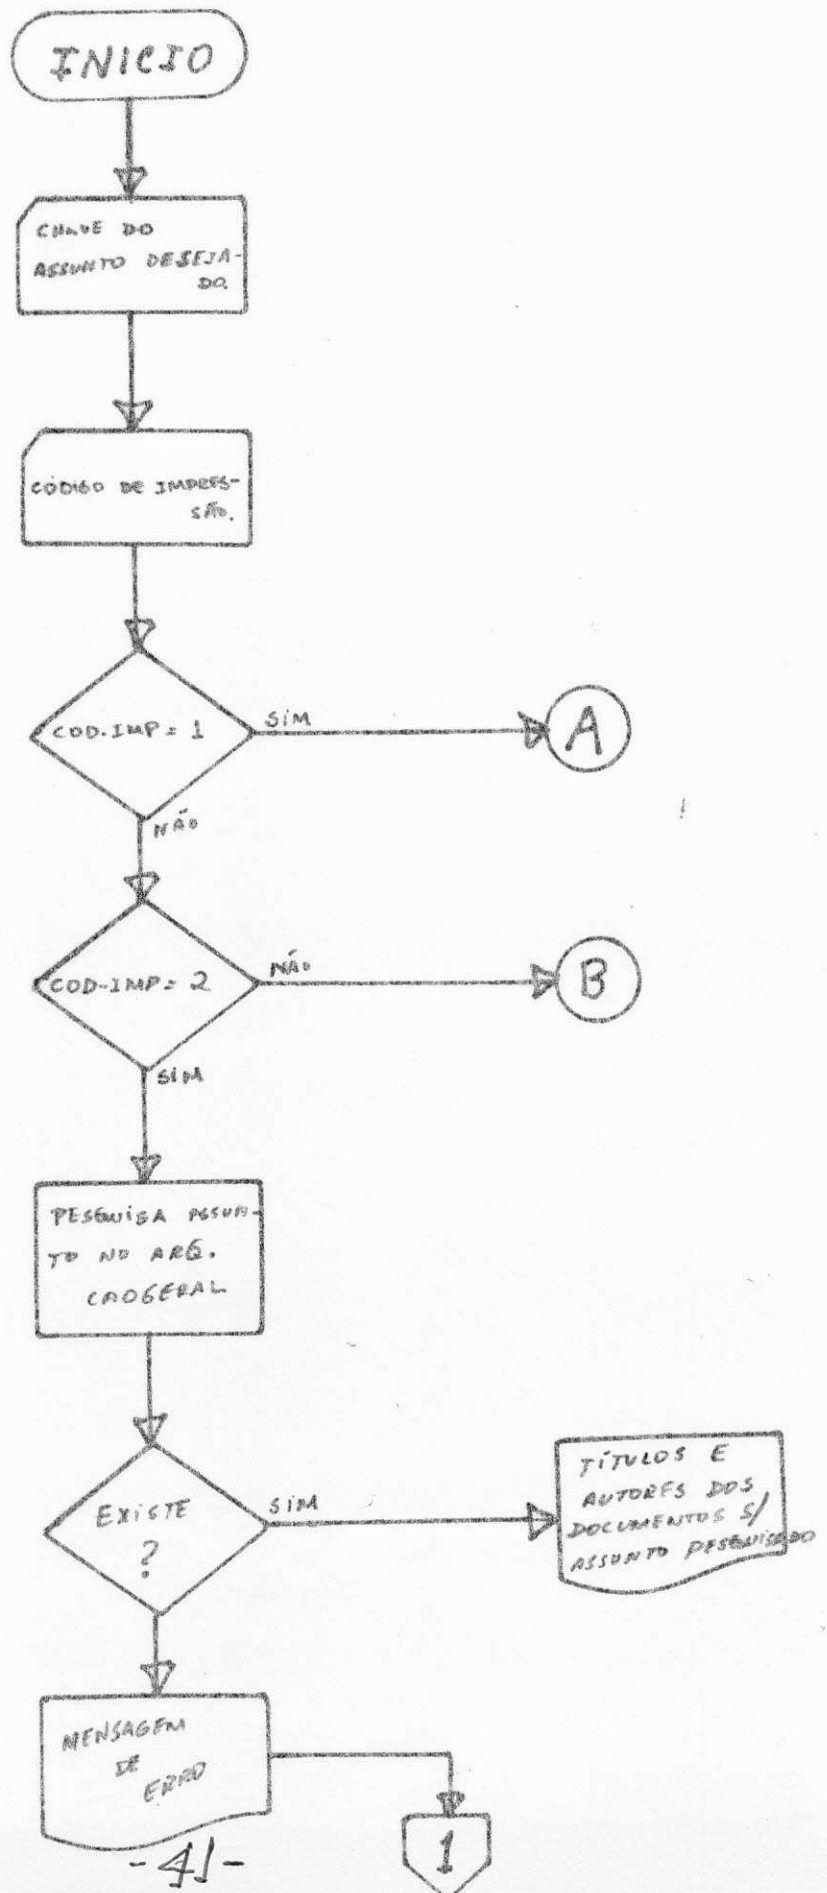 INICIO
CHAVE DO
ASSUNTO DESEJA-
DO.
CÓDIGO DE IMPRES-
SÃO.
COD.IMP = 1
SIM
A
NÃO
COD-IMP = 2
NÃO
B
SIM
PESQUISA ASSUN-
TO NO ARQ.
CADGERAL
EXISTE
?
SIM
TÍTULOS E
AUTORES DOS
DOCUMENTOS S/
ASSUNTO PESQUISADO
MENSAGEM
DE
ERRO
1
- 41 -